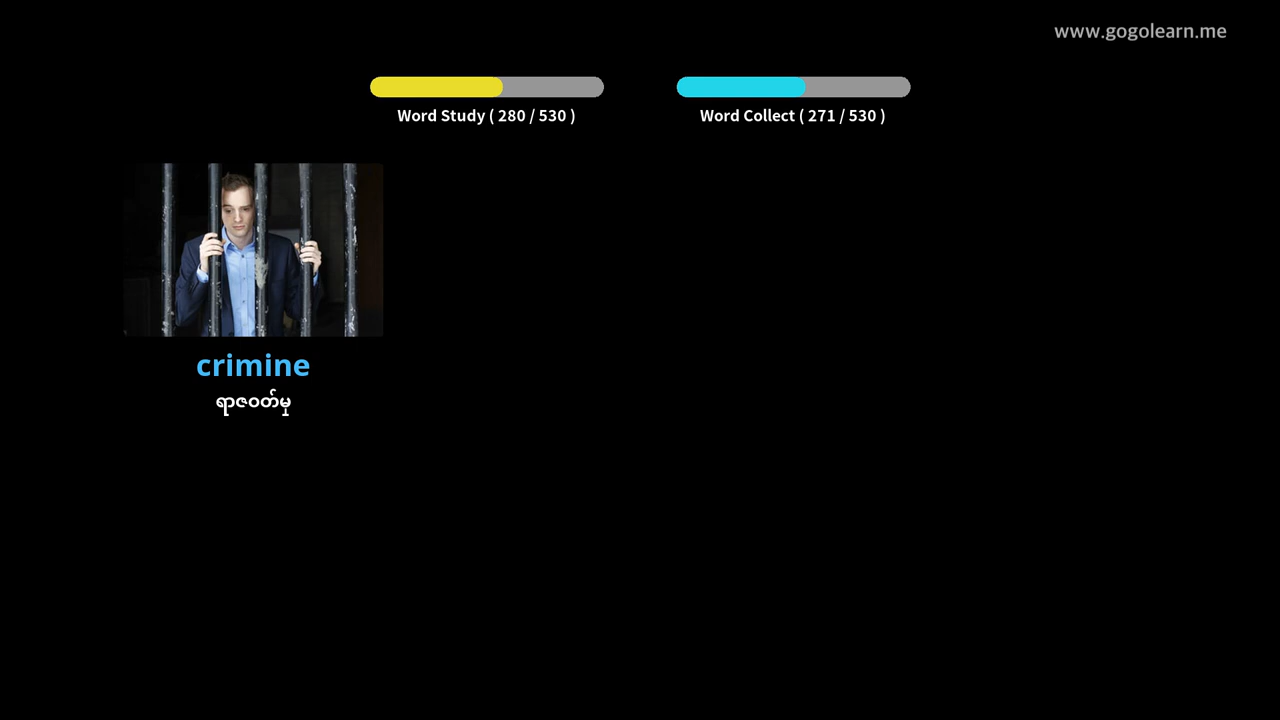 www.gogolearn.me
Word Study ( 280 / 530 )
Word Collect ( 271 / 530 )
crimine
ရာဇဝတ်မှ